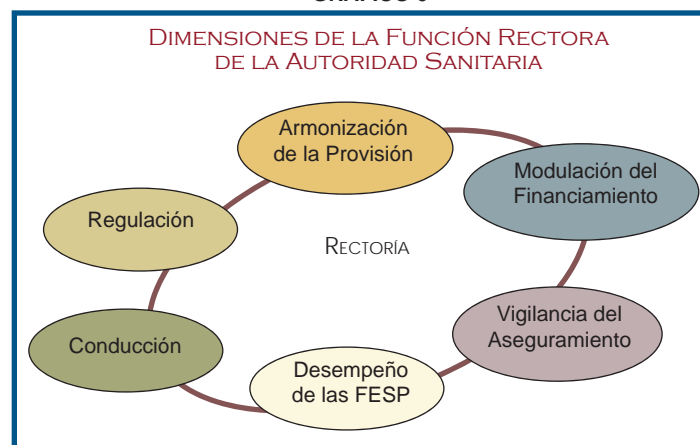 DIMENSIONES DE LA FUNCIÓN RECTORA
DE LA AUTORIDAD SANITARIA
Armonización
de la Provisión
Modulación del
Financiamiento
Regulación
RECTORÍA
Vigilancia del
Aseguramiento
Conducción
Desempeño
de las FESP